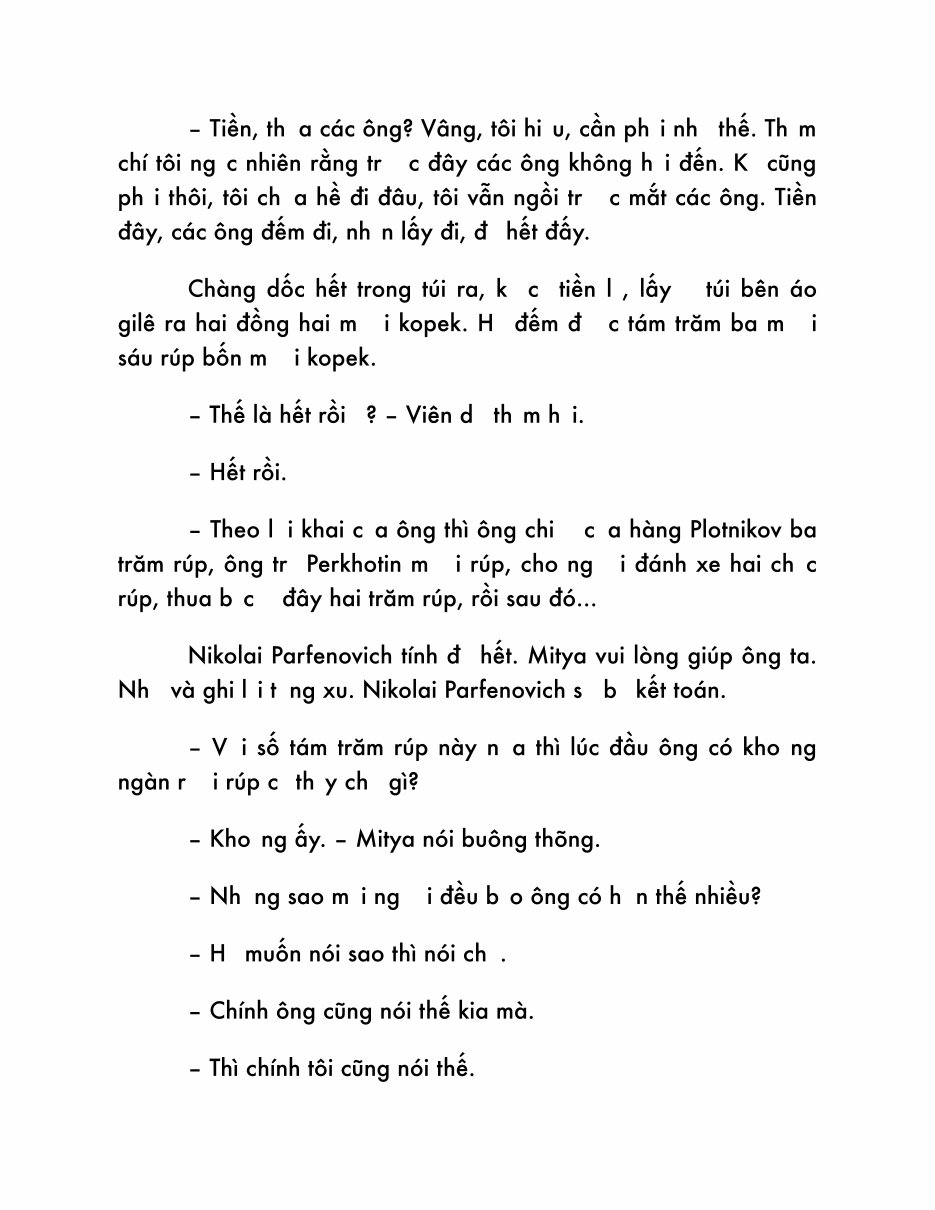 – Tiền, th a các ông? Vâng, tôi hi u, cần ph i nh thế. Th m
chí tôi ng c nhiên rằng tr c đây các ông không h i đến. K cũng
ph i thôi, tôi ch a hề đi đâu, tôi vẫn ngồi tr c mắt các ông. Tiền
đây, các ông đếm đi, nh n lấy đi, đ hết đấy.
Chàng dốc hết trong túi ra, k c tiền l , lấy túi bên áo
gilê ra hai đồng hai m i kopek. H đếm đ c tám trăm ba m i
sáu rúp bốn m i kopek.
– Thế là hết rồi ? – Viên d th m h i.
– Hết rồi.
– Theo l i khai c a ông thì ông chi c a hàng Plotnikov ba
trăm rúp, ông tr Perkhotin m i rúp, cho ng i đánh xe hai ch c
rúp, thua b c đây hai trăm rúp, rồi sau đó...
Nikolai Parfenovich tính đ hết. Mitya vui lòng giúp ông ta.
Nh và ghi l i t ng xu. Nikolai Parfenovich s b kết toán.
– V i số tám trăm rúp này n a thì lúc đầu ông có kho ng
ngàn r i rúp c th y ch gì?
– Kho ng ấy. – Mitya nói buông thõng.
– Nh ng sao m i ng i đều b o ông có h n thế nhiều?
– H muốn nói sao thì nói ch .
– Chính ông cũng nói thế kia mà.
– Thì chính tôi cũng nói thế.